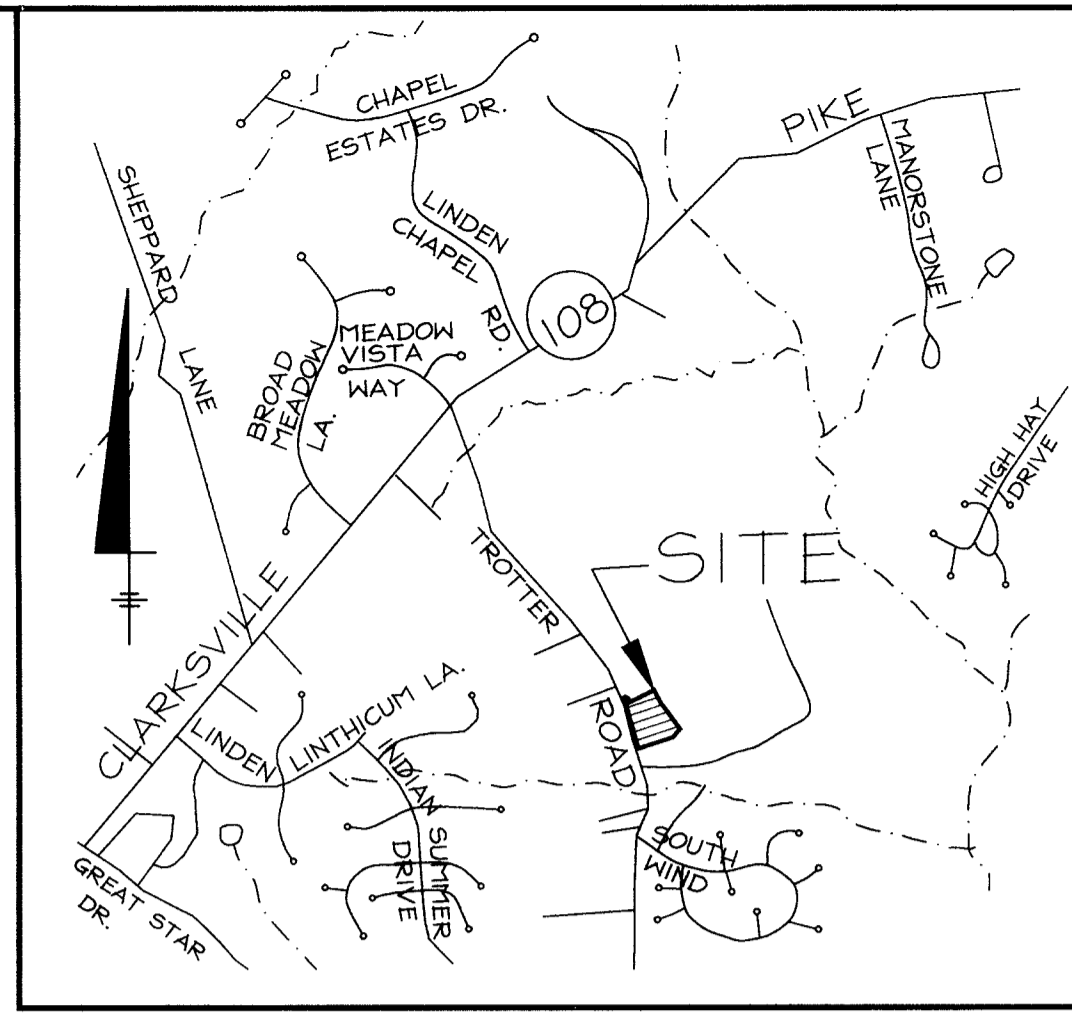 CHAPEL
ESTATES DR.
PIKE
MANORSTONE
LANE
SHEPPARD
LANE
LINDEN
CHAPEL
RD.
108
MEADOW
VISTA
WAY
BROAD
MEADOW
LA.
HIGH HAY
DRIVE
TROTTER
ROAD
SITE
CLARKSVILLE
LINDEN
LINTHICUM LA.
INDIAN
SUMMER
DRIVE
SOUTH
WIND
GREAT STAR
DR.